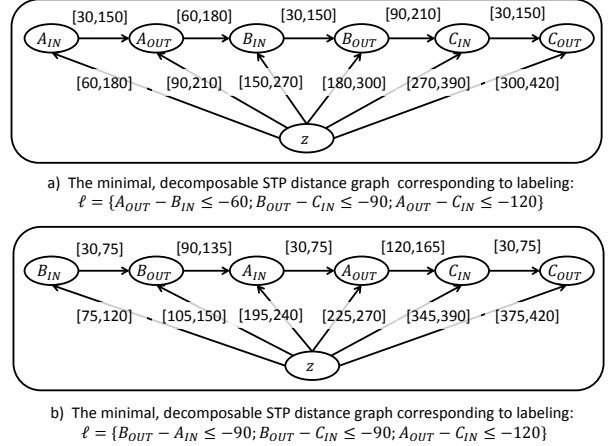 [30,150] [60,180] [30,150] [90,210] [30,150]
A_IN A_OUT B_IN B_OUT C_IN C_OUT
[60,180] [90,210] [150,270] [180,300] [270,390] [300,420]
z
a) The minimal, decomposable STP distance graph corresponding to labeling:
ℓ = {A_OUT − B_IN ≤ −60; B_OUT − C_IN ≤ −90; A_OUT − C_IN ≤ −120}
[30,75] [90,135] [30,75] [120,165] [30,75]
B_IN B_OUT A_IN A_OUT C_IN C_OUT
[75,120] [105,150] [195,240] [225,270] [345,390] [375,420]
z
b) The minimal, decomposable STP distance graph corresponding to labeling:
ℓ = {B_OUT − A_IN ≤ −90; B_OUT − C_IN ≤ −90; A_OUT − C_IN ≤ −120}